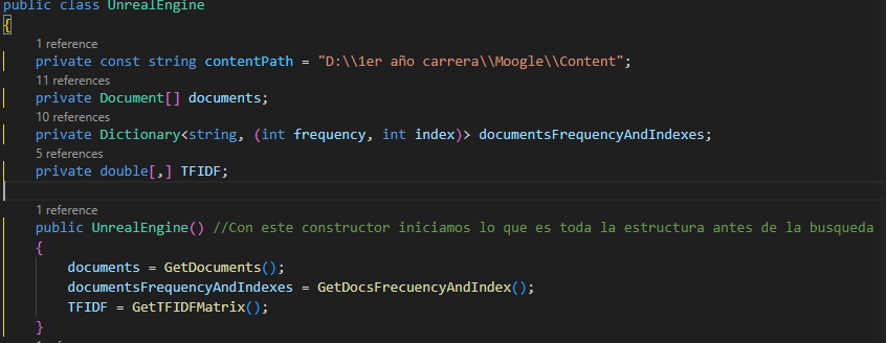 public class UnrealEngine
{
1 reference
private const string contentPath = "D:\\1er año carrera\\Moogle\\Content";
11 references
private Document[] documents;
10 references
private Dictionary<string, (int frequency, int index)> documentsFrequencyAndIndexes;
5 references
private double[,] TFIDF;
1 reference
public UnrealEngine() //Con este constructor iniciamos lo que es toda la estructura antes de la busqueda
{
documents = GetDocuments();
documentsFrequencyAndIndexes = GetDocsFrecuencyAndIndex();
TFIDF = GetTFIDFMatrix();
}